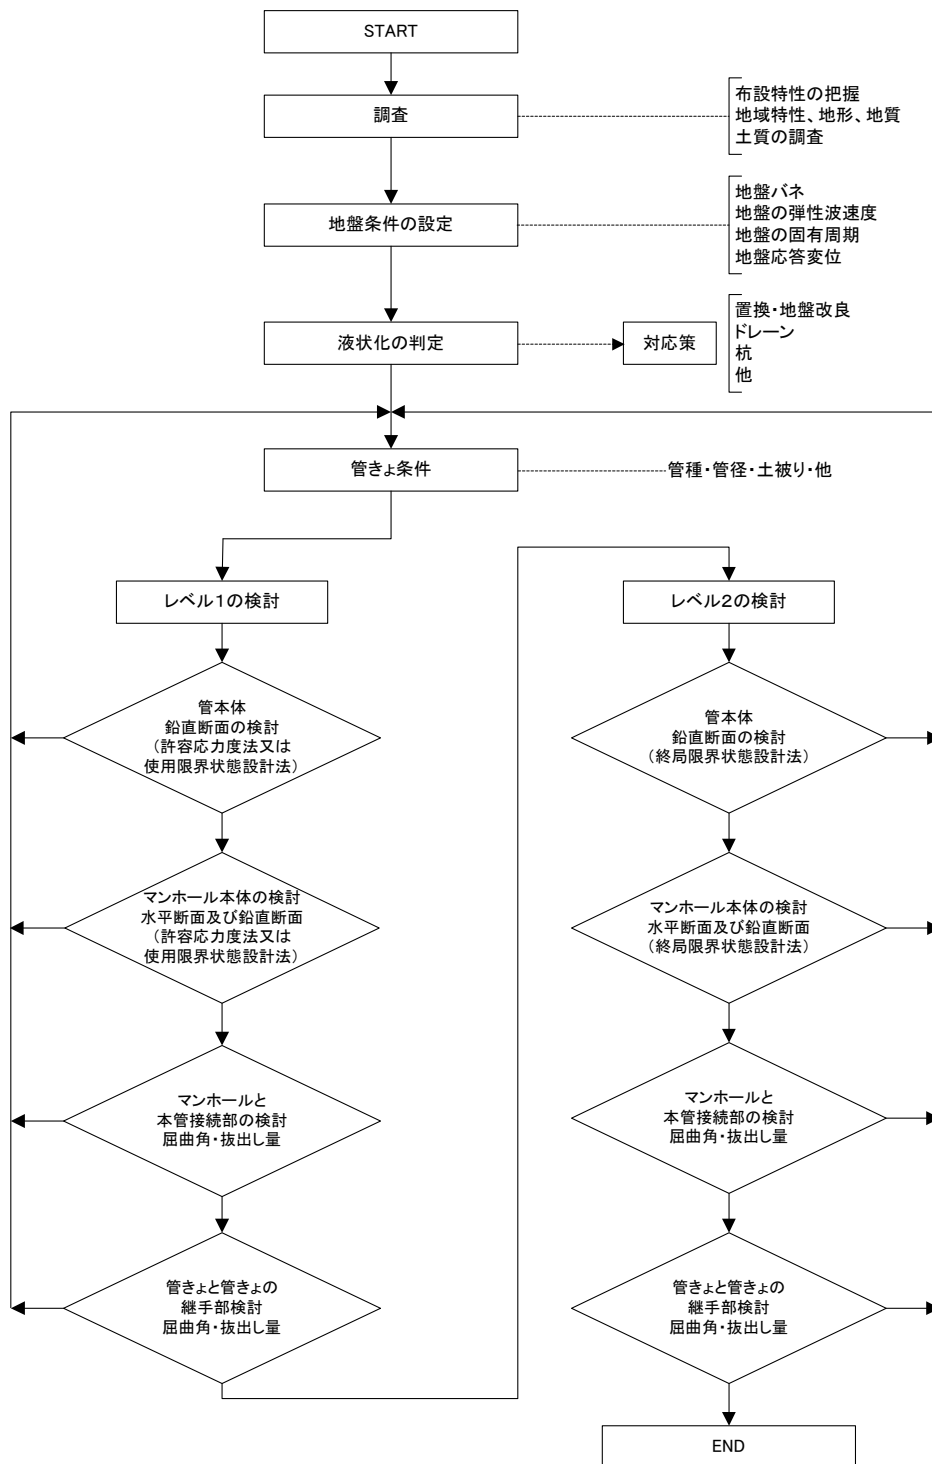 START
調査
布設特性の把握
地域特性、地形、地質
土質の調査
地盤条件の設定
地盤バネ
地盤の弾性波速度
地盤の固有周期
地盤応答変位
液状化の判定
対応策
置換・地盤改良
ドレーン
杭
他
管きょ条件
管種・管径・土被り・他
レベル1の検討
管本体
鉛直断面の検討
(許容応力度法又は
使用限界状態設計法)
マンホール本体の検討
水平断面及び鉛直断面
(許容応力度法又は
使用限界状態設計法)
マンホールと
本管接続部の検討
屈曲角・抜出し量
管きょと管きょの
継手部検討
屈曲角・抜出し量
レベル2の検討
管本体
鉛直断面の検討
(終局限界状態設計法)
マンホール本体の検討
水平断面及び鉛直断面
(終局限界状態設計法)
マンホールと
本管接続部の検討
屈曲角・抜出し量
管きょと管きょの
継手部検討
屈曲角・抜出し量
END